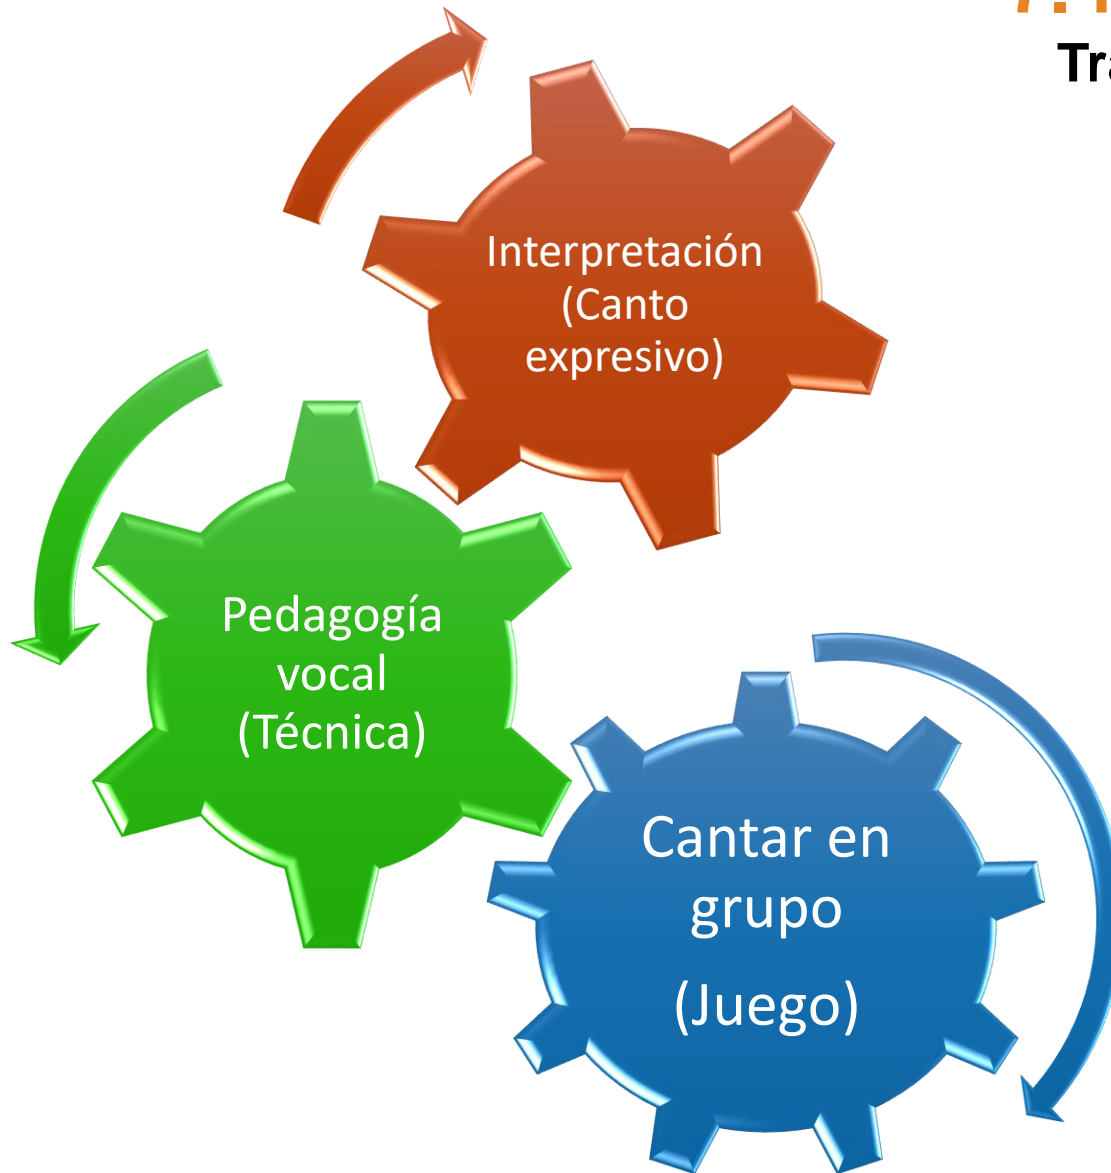 Interpretación
(Canto
expresivo)
Pedagogía
vocal
(Técnica)
Cantar en
grupo
(Juego)